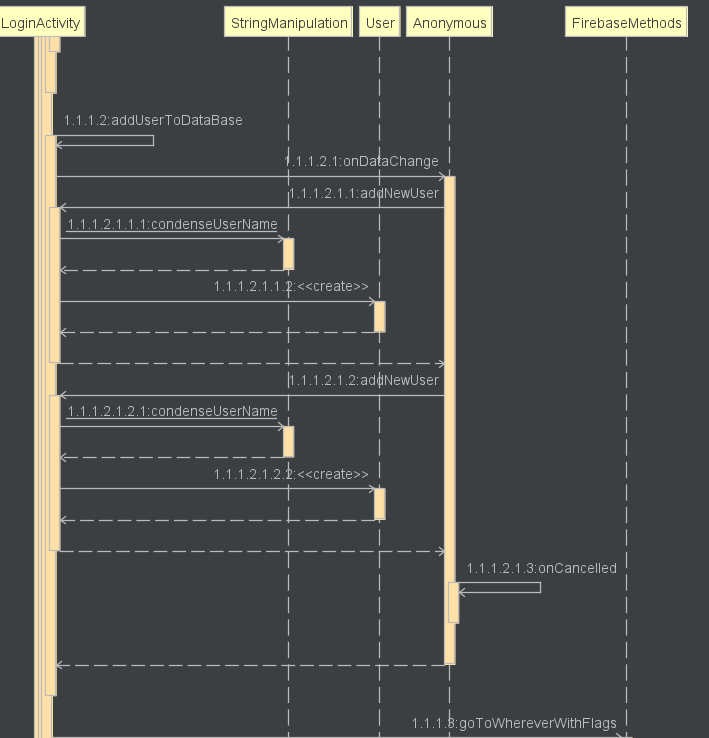 LoginActivity StringManipulation User Anonymous FirebaseMethods
1.1.1.2:addUserToDataBase
1.1.1.2.1:onDataChange
1.1.1.2.1.1:addNewUser
1.1.1.2.1.1.1:condenseUserName
1.1.1.2.1.1.2:<<create>>
1.1.1.2.1.2:addNewUser
1.1.1.2.1.2.1:condenseUserName
1.1.1.2.1.2.2:<<create>>
1.1.1.2.1.3:onCancelled
1.1.1.3:goToWhereverWithFlags